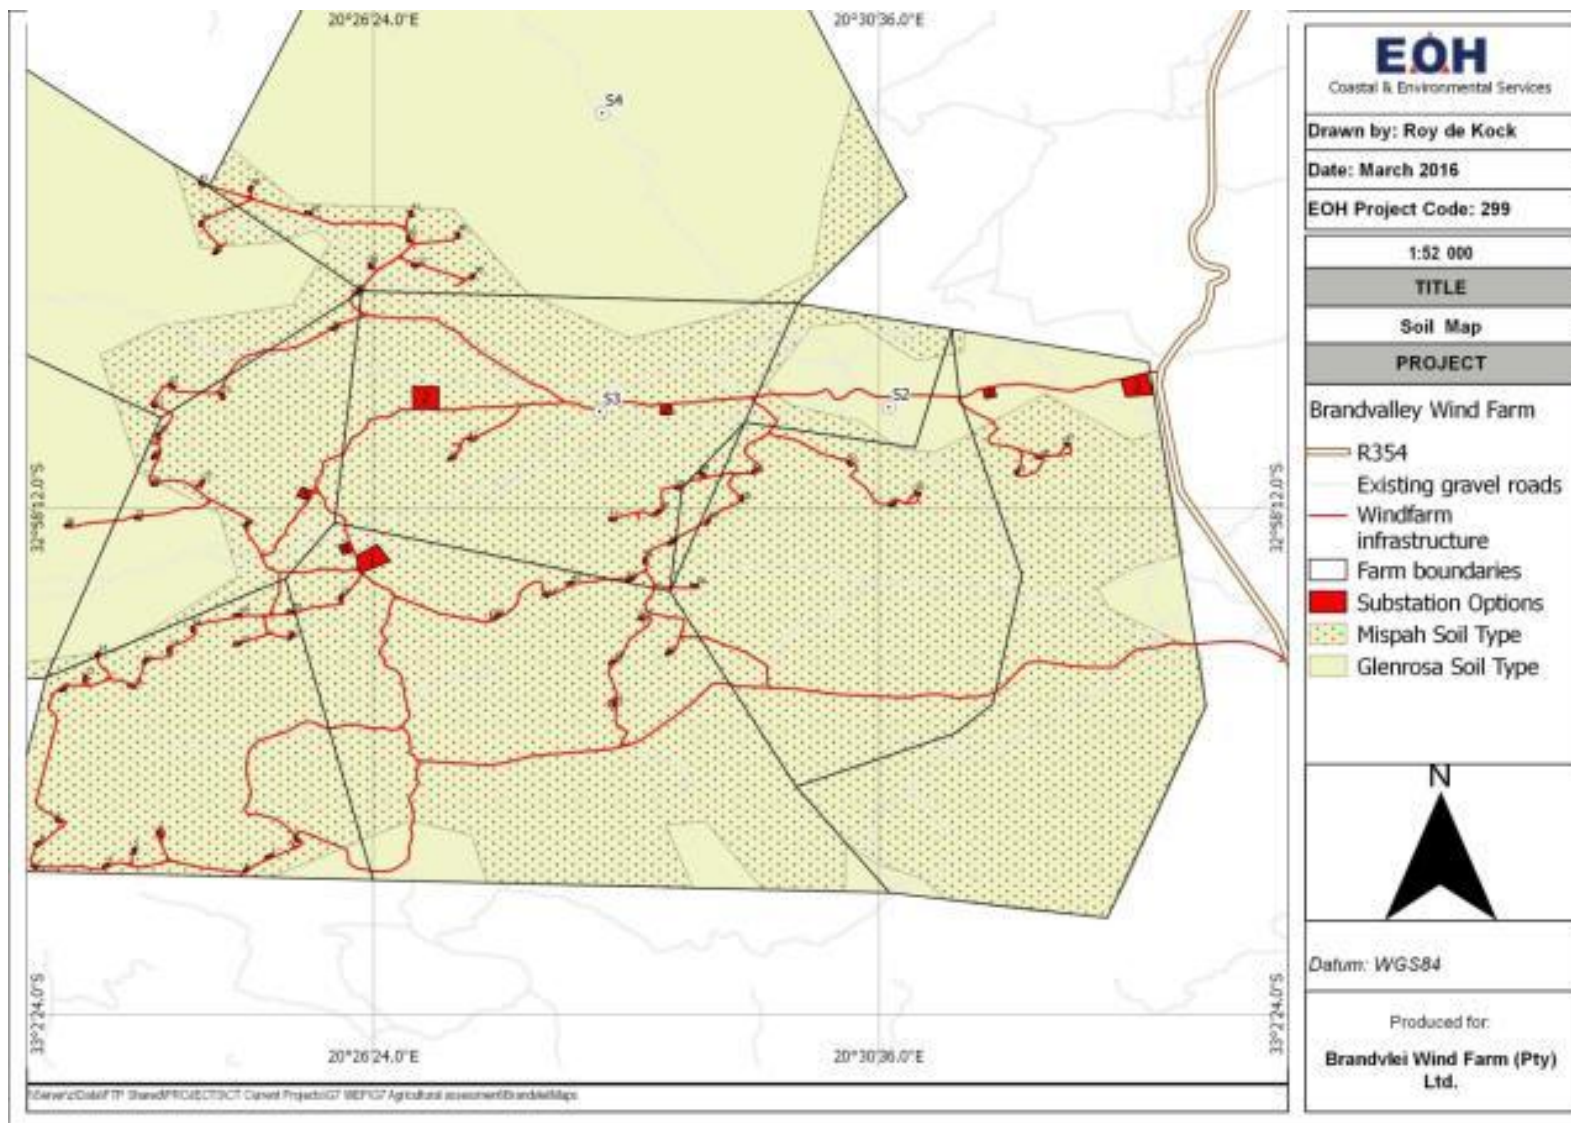 20°26'24.0"E
20°30'36.0"E
S4
S3
S2
32°58'12.0"S
32°58'12.0"S
33°2'24.0"S
33°2'24.0"S
20°26'24.0"E
20°30'36.0"E
EOH
Coastal & Environmental Services
Drawn by: Roy de Kock
Date: March 2016
EOH Project Code: 299
1:52 000
TITLE
Soil Map
PROJECT
Brandvalley Wind Farm
R354
Existing gravel roads
Windfarm
infrastructure
Farm boundaries
Substation Options
Mispah Soil Type
Glenrosa Soil Type
N
Datum: WGS84
Produced for:
Brandvlei Wind Farm (Pty)
Ltd.